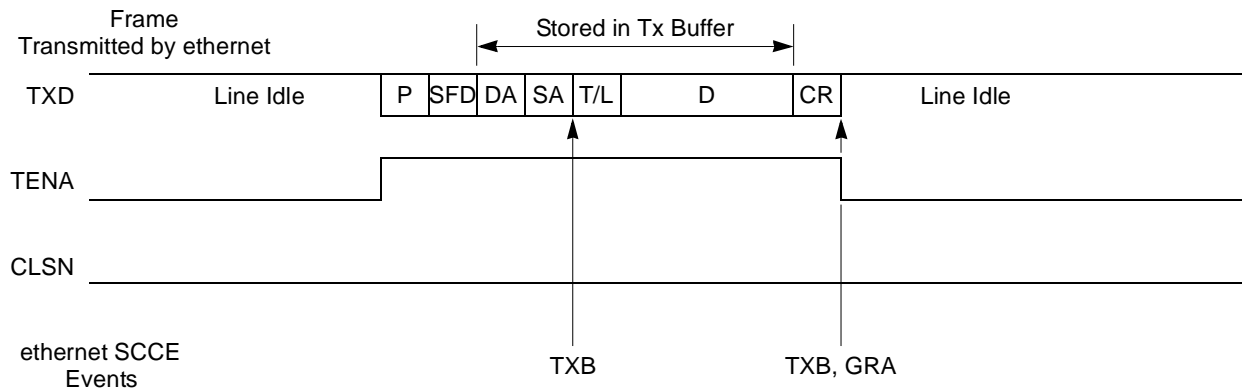 Frame
Transmitted by ethernet
Stored in Tx Buffer
TXD
Line Idle
P
SFD
DA
SA
T/L
D
CR
Line Idle
TENA
CLSN
ethernet SCCE
Events
TXB
TXB, GRA